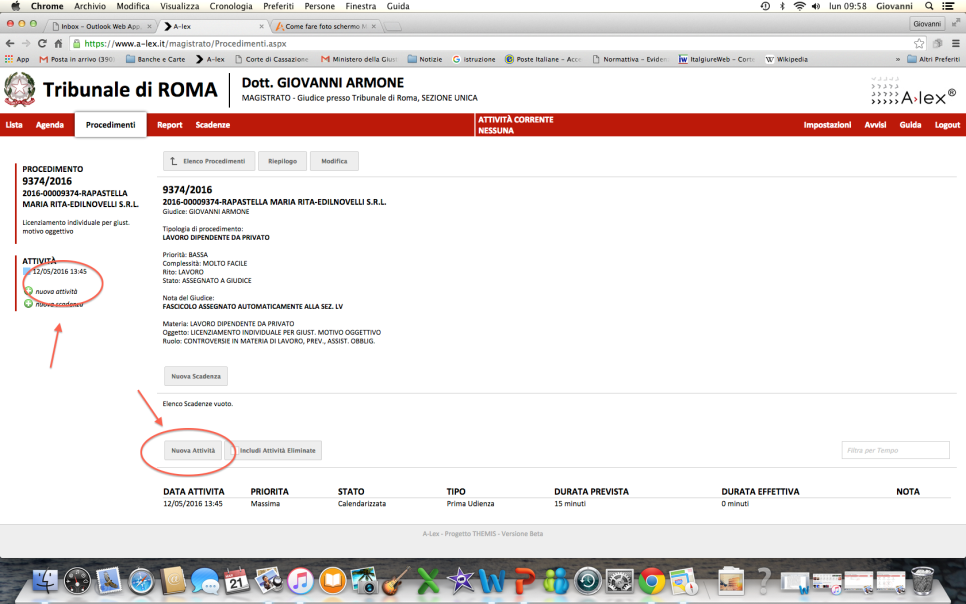 Chrome Archivio Modifica Visualizza Cronologia Preferiti Persone Finestra Guida lun 09:58 Giovanni
Inbox – Outlook Web App. × A-lex × Come fare foto schermo M × Giovanni
https://www.a-lex.it/magistrato/Procedimenti.aspx
App Posta in arrivo (390) Banche e Carte A-lex Corte di Cassazione Ministero della Gius Notizie Istruzione Poste Italiane – Acce Normattiva – Eviden ItalgiureWeb – Corte Wikipedia » Altri Preferiti
Tribunale di ROMA
Dott. GIOVANNI ARMONE
MAGISTRATO - Giudice presso Tribunale di Roma, SEZIONE UNICA
A›lex®
Lista Agenda Procedimenti Report Scadenze
ATTIVITÀ CORRENTE
NESSUNA
Impostazioni Avvisi Guida Logout
PROCEDIMENTO
9374/2016
2016-00009374-RAPASTELLA
MARIA RITA-EDILNOVELLI S.R.L.
Licenziamento individuale per giust.
motivo oggettivo
ATTIVITÀ
12/05/2016 13:45
nuova attività
nuova scadenza
Elenco Procedimenti Riepilogo Modifica
9374/2016
2016-00009374-RAPASTELLA MARIA RITA-EDILNOVELLI S.R.L.
Giudice: GIOVANNI ARMONE
Tipologia di procedimento:
LAVORO DIPENDENTE DA PRIVATO
Priorità: BASSA
Complessità: MOLTO FACILE
Rito: LAVORO
Stato: ASSEGNATO A GIUDICE
Nota del Giudice:
FASCICOLO ASSEGNATO AUTOMATICAMENTE ALLA SEZ. LV
Materia: LAVORO DIPENDENTE DA PRIVATO
Oggetto: LICENZIAMENTO INDIVIDUALE PER GIUST. MOTIVO OGGETTIVO
Ruolo: CONTROVERSIE IN MATERIA DI LAVORO, PREV., ASSIST. OBBLIG.
Nuova Scadenza
Elenco Scadenze vuoto.
Nuova Attività Includi Attività Eliminate Filtra per Tempo
DATA ATTIVITA PRIORITA STATO TIPO DURATA PREVISTA DURATA EFFETTIVA NOTA
12/05/2016 13:45 Massima Calendarizzata Prima Udienza 15 minuti 0 minuti
A-Lex - Progetto THEMIS - Versione Beta
21